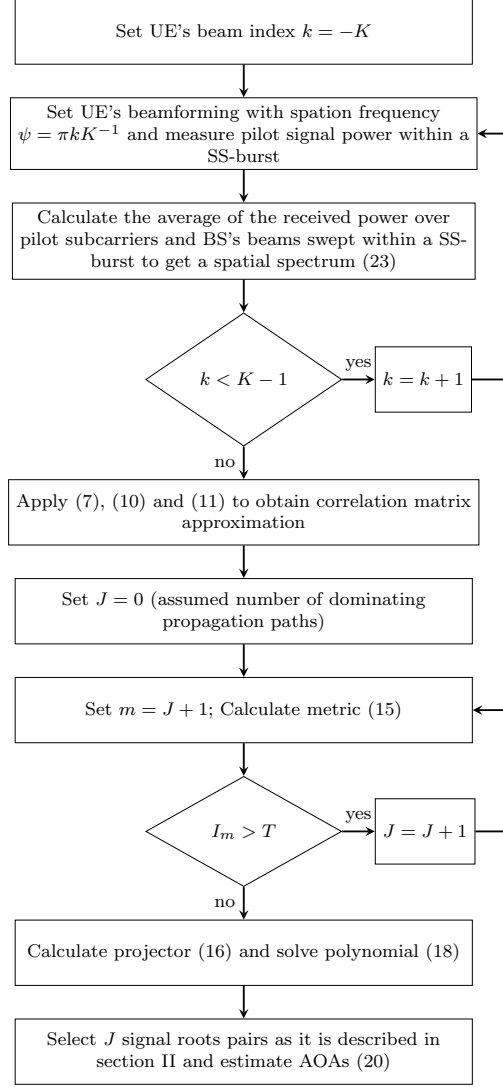 Set UE's beam index k = −K
Set UE's beamforming with spation frequency
ψ = πkK⁻¹ and measure pilot signal power within a
SS-burst
Calculate the average of the received power over
pilot subcarriers and BS's beams swept within a SS-
burst to get a spatial spectrum (23)
k < K − 1
yes
k = k + 1
no
Apply (7), (10) and (11) to obtain correlation matrix
approximation
Set J = 0 (assumed number of dominating
propagation paths)
Set m = J + 1; Calculate metric (15)
I_m > T
yes
J = J + 1
no
Calculate projector (16) and solve polynomial (18)
Select J signal roots pairs as it is described in
section II and estimate AOAs (20)